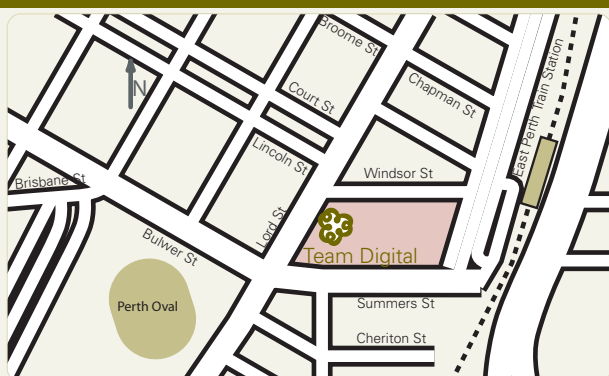 Broome St
Chapman St
East Perth Train Station
N
Court St
Lincoln St
Windsor St
Brisbane St
Lord St
Bulwer St
Team Digital
Perth Oval
Summers St
Cheriton St